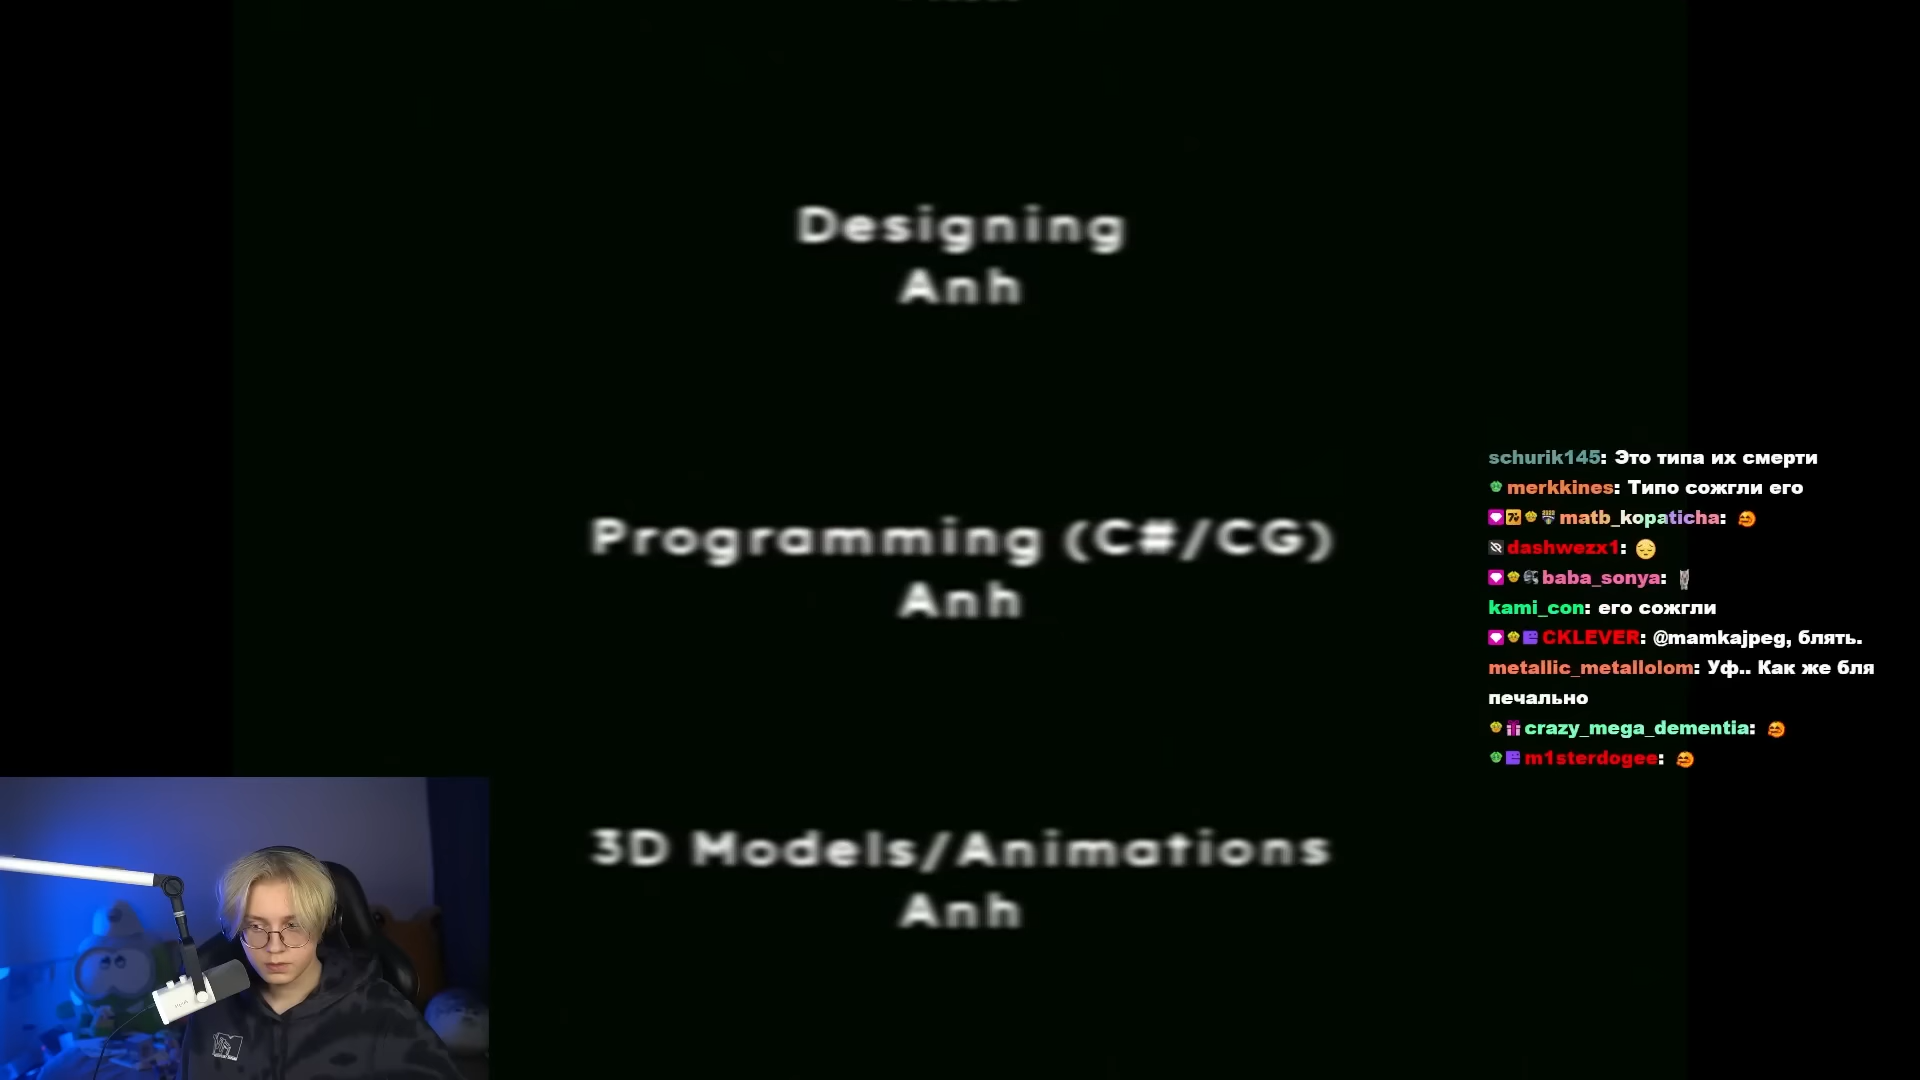 Designing
Anh
Programming (C#/CG)
Anh
3D Models/Animations
Anh
schurik145: Это типа их смерти
merkkines: Типо сожгли его
matb_kopaticha:
dashwezx1:
baba_sonya:
kami_con: его сожгли
CKLEVER: @mamkajpeg, блять.
metallic_metallolom: Уф.. Как же бля
печально
crazy_mega_dementia:
m1sterdogee: